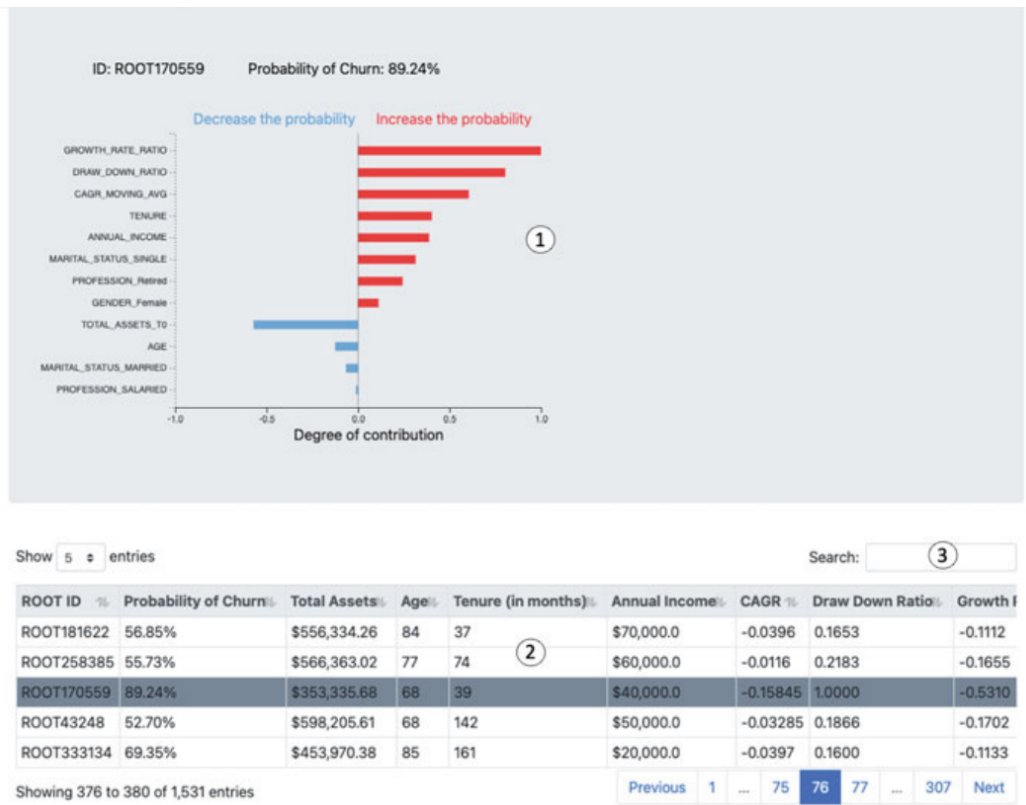 ID: ROOT170559 Probability of Churn: 89.24%
Decrease the probability Increase the probability
GROWTH_RATE_RATIO
DRAW_DOWN_RATIO
CAGR_MOVING_AVG
TENURE
ANNUAL_INCOME
1
MARITAL_STATUS_SINGLE
PROFESSION_Retired
GENDER_Female
TOTAL_ASSETS_T0
AGE
MARITAL_STATUS_MARRIED
PROFESSION_SALARIED
-1.0 -0.5 0.0 0.5 1.0
Degree of contribution
Show 5 entries Search: 3
ROOT ID Probability of Churn Total Assets Age Tenure (in months) Annual Income CAGR Draw Down Ratio Growth
ROOT181622 56.85% $556,334.26 84 37 $70,000.0 -0.0396 0.1653 -0.1112
2
ROOT258385 55.73% $566,363.02 77 74 $60,000.0 -0.0116 0.2183 -0.1655
ROOT170559 89.24% $353,335.68 68 39 $40,000.0 -0.15845 1.0000 -0.5310
ROOT43248 52.70% $598,205.61 68 142 $50,000.0 -0.03285 0.1866 -0.1702
ROOT333134 69.35% $453,970.38 85 161 $20,000.0 -0.0397 0.1600 -0.1133
Showing 376 to 380 of 1,531 entries Previous 1 ... 75 76 77 ... 307 Next